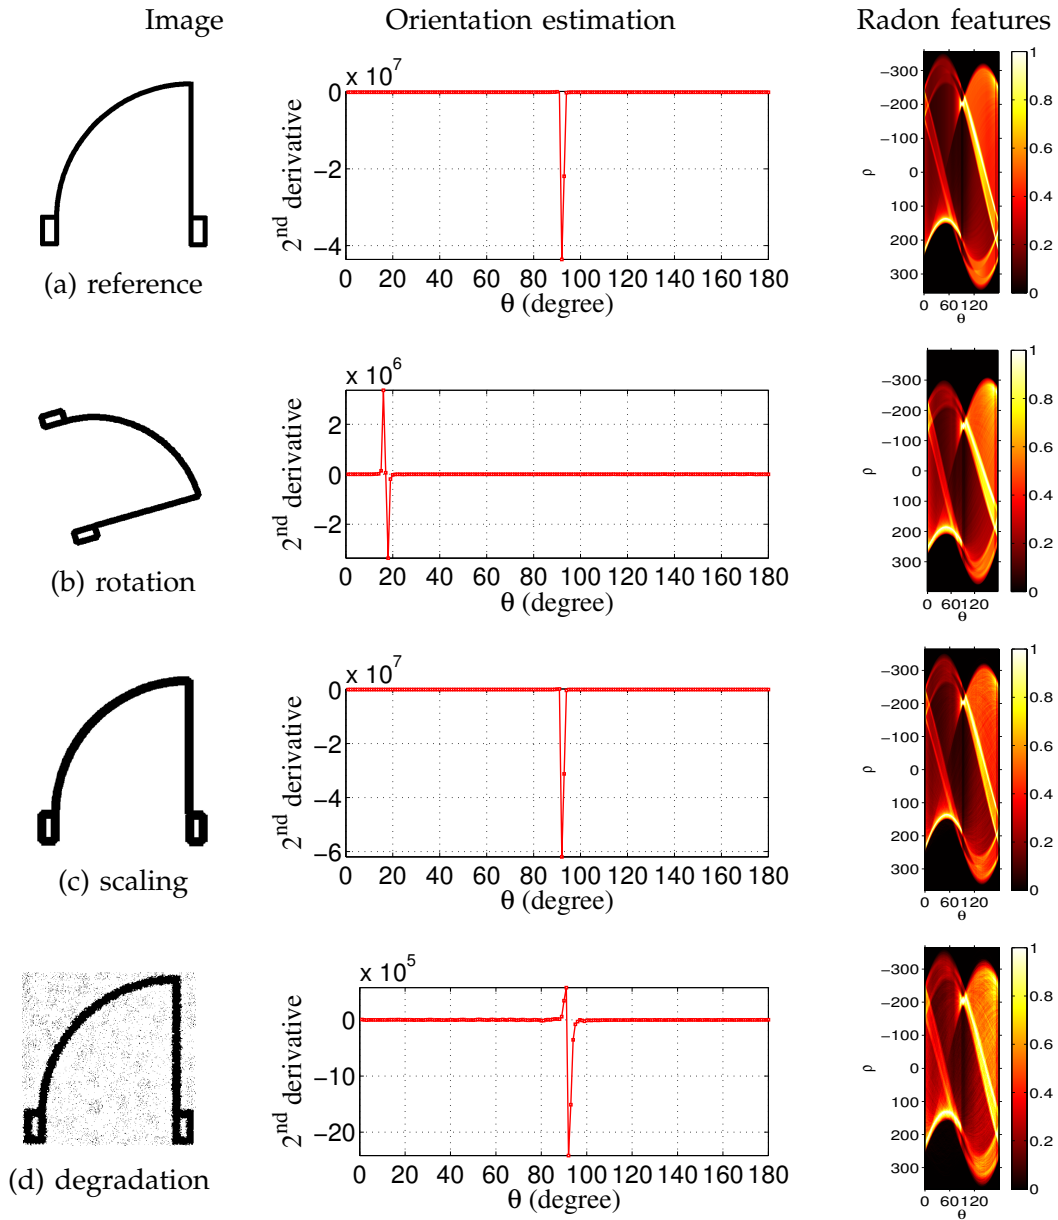 Image Orientation estimation Radon features
x 10^7
0
−2
−4
2^nd derivative
0 20 40 60 80 100 120 140 160 180
θ (degree)
−300
−200
−100
0
100
200
300
ρ
0 60 120
θ
1
0.8
0.6
0.4
0.2
0
(a) reference
x 10^6
2
0
−2
2^nd derivative
0 20 40 60 80 100 120 140 160 180
θ (degree)
−300
−200
−100
0
100
200
300
ρ
0 60 120
θ
1
0.8
0.6
0.4
0.2
0
(b) rotation
x 10^7
0
−2
−4
−6
2^nd derivative
0 20 40 60 80 100 120 140 160 180
θ (degree)
−300
−200
−100
0
100
200
300
ρ
0 60 120
θ
1
0.8
0.6
0.4
0.2
0
(c) scaling
x 10^5
0
−10
−20
2^nd derivative
0 20 40 60 80 100 120 140 160 180
θ (degree)
−300
−200
−100
0
100
200
300
ρ
0 60 120
θ
1
0.8
0.6
0.4
0.2
0
(d) degradation